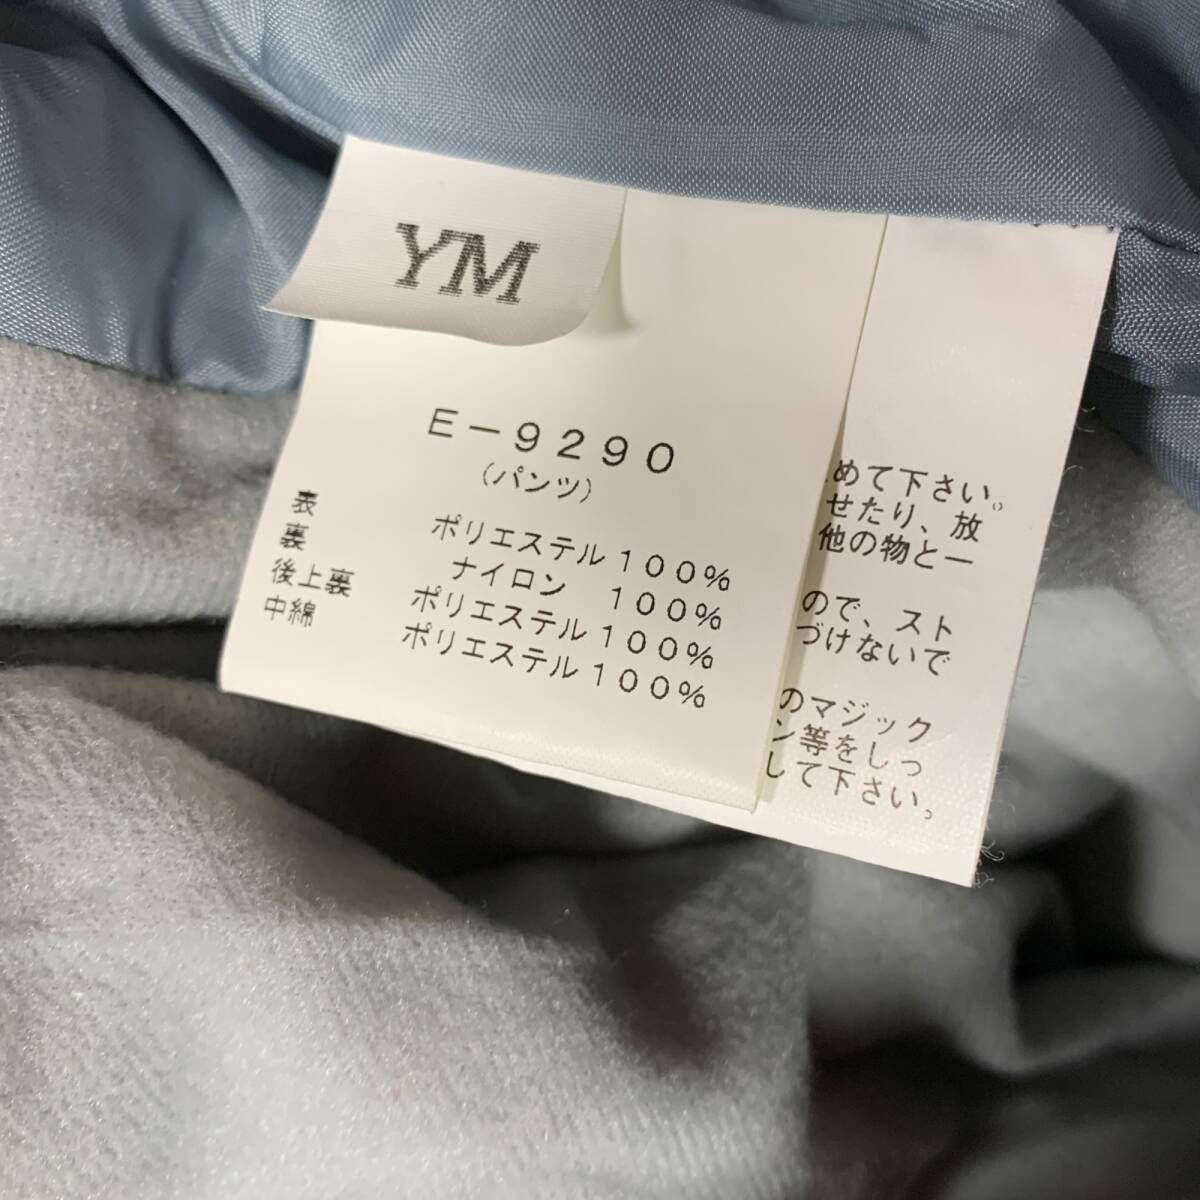 YM
E-9290
(パンツ)
表 ポリエステル100%
裏 ナイロン 100%
後上裏 ポリエステル100%
中綿 ポリエステル100%
めて下さい。
せたり、放
他の物と一
ので、スト
づけないで
のマジック
ン等をしっ
して下さい。